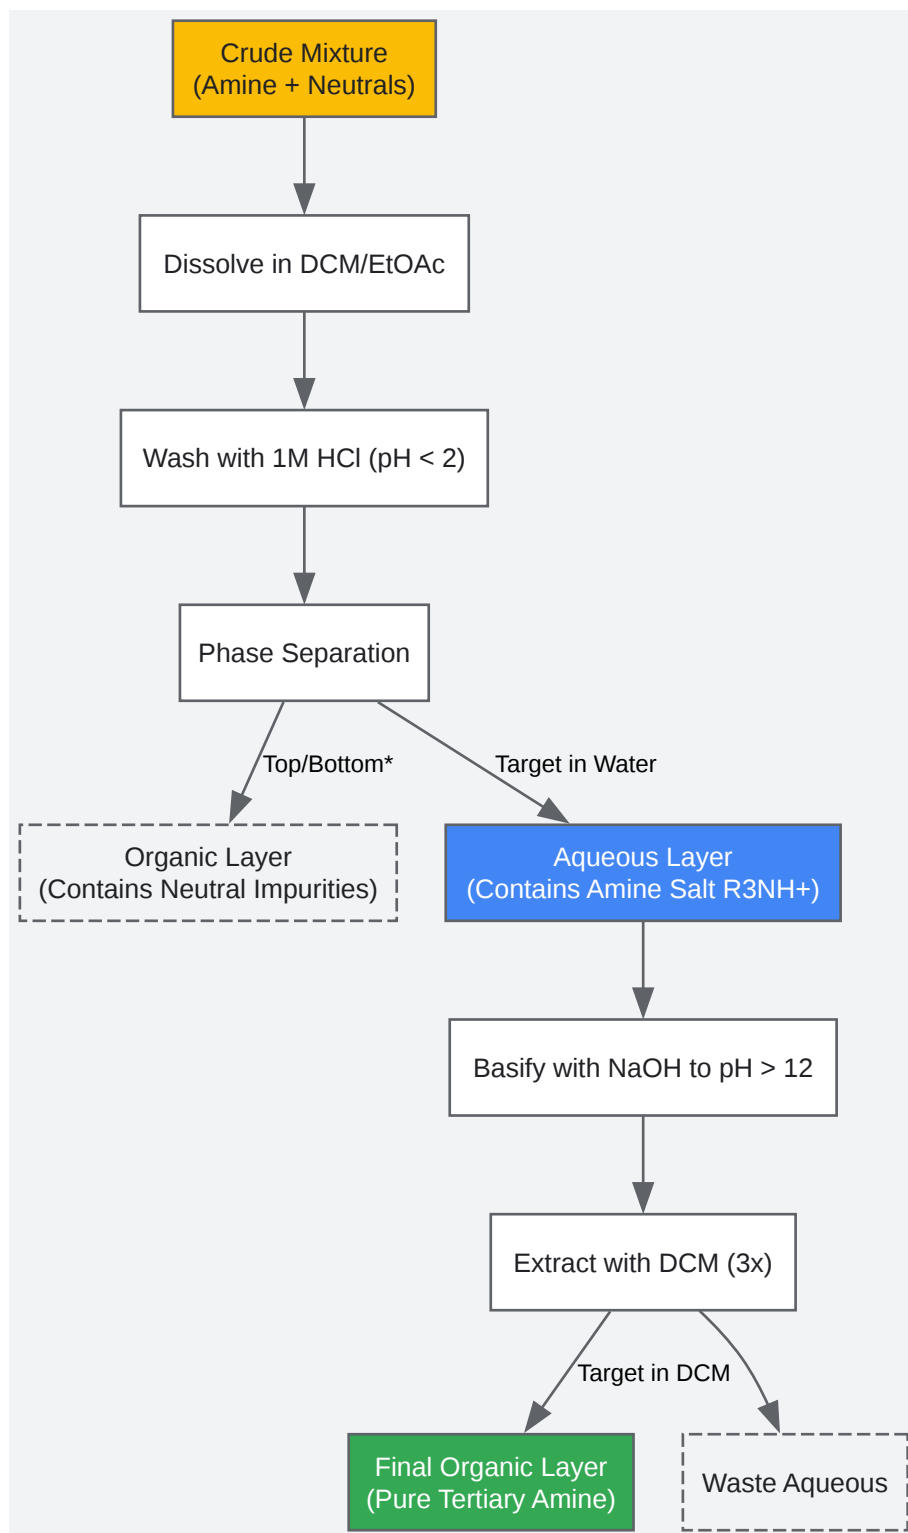 Crude Mixture
(Amine + Neutrals)
Dissolve in DCM/EtOAc
Wash with 1M HCl (pH < 2)
Phase Separation
Top/Bottom*
Target in Water
Organic Layer
(Contains Neutral Impurities)
Aqueous Layer
(Contains Amine Salt R3NH+)
Basify with NaOH to pH > 12
Extract with DCM (3x)
Target in DCM
Final Organic Layer
(Pure Tertiary Amine)
Waste Aqueous